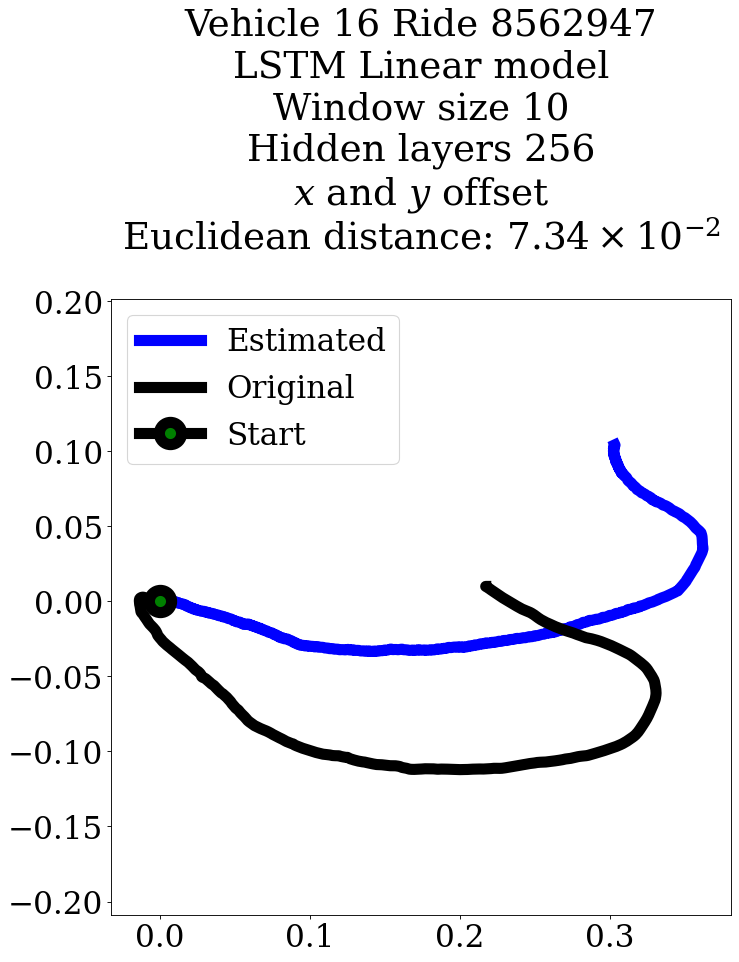 Vehicle 16 Ride 8562947
LSTM Linear model
Window size 10
Hidden layers 256
x and y offset
Euclidean distance: 7.34 × 10⁻²
0.20
0.15
0.10
0.05
0.00
−0.05
−0.10
−0.15
−0.20
Estimated
Original
Start
0.0 0.1 0.2 0.3